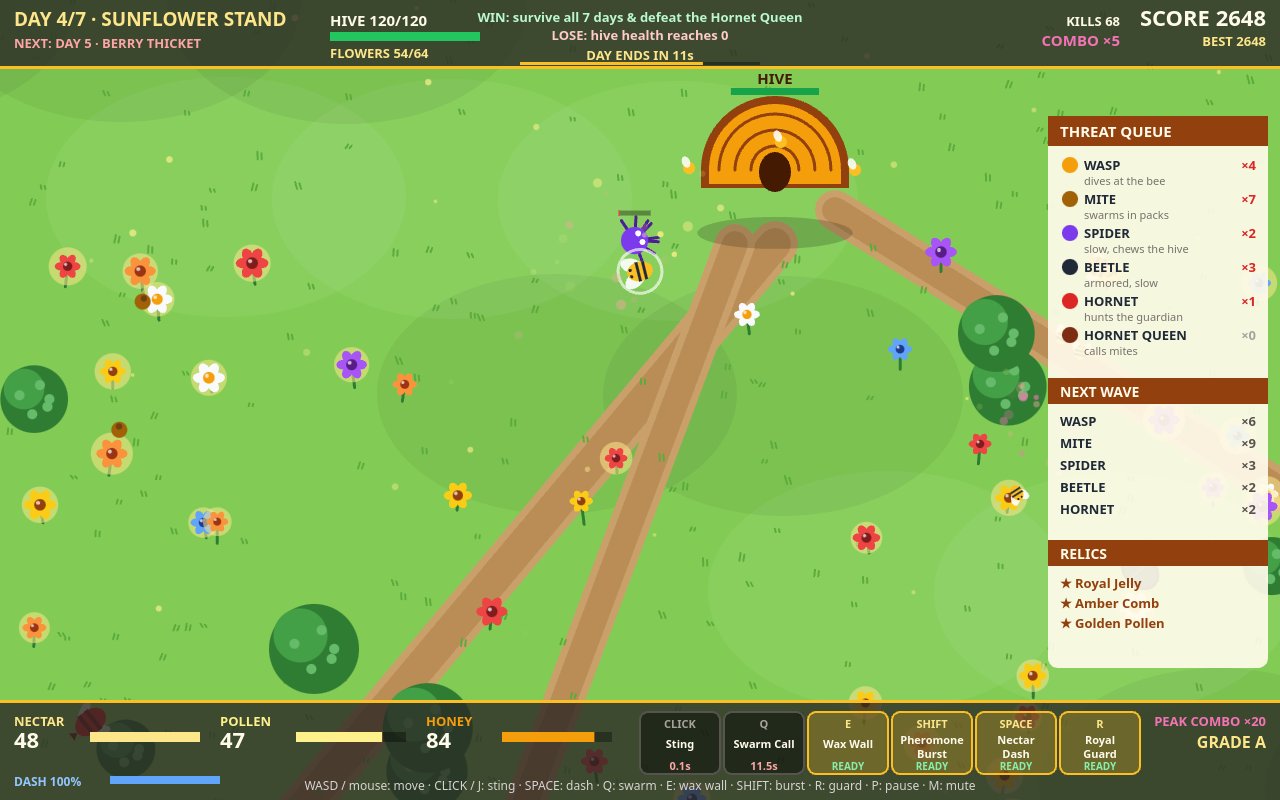 DAY 4/7 · SUNFLOWER STAND
NEXT: DAY 5 · BERRY THICKET
HIVE 120/120
FLOWERS 54/64
WIN: survive all 7 days & defeat the Hornet Queen
LOSE: hive health reaches 0
DAY ENDS IN 11s
KILLS 68
COMBO ×5
SCORE 2648
BEST 2648
HIVE
THREAT QUEUE
WASP ×4
dives at the bee
MITE ×7
swarms in packs
SPIDER ×2
slow, chews the hive
BEETLE ×3
armored, slow
HORNET ×1
hunts the guardian
HORNET QUEEN ×0
calls mites
NEXT WAVE
WASP ×6
MITE ×9
SPIDER ×3
BEETLE ×2
HORNET ×2
RELICS
★ Royal Jelly
★ Amber Comb
★ Golden Pollen
NECTAR
48
POLLEN
47
HONEY
84
DASH 100%
CLICK
Sting
0.1s
Q
Swarm Call
11.5s
E
Wax Wall
READY
SHIFT
Pheromone
Burst
READY
SPACE
Nectar
Dash
READY
R
Royal
Guard
READY
PEAK COMBO ×20
GRADE A
WASD / mouse: move · CLICK / J: sting · SPACE: dash · Q: swarm · E: wax wall · SHIFT: burst · R: guard · P: pause · M: mute